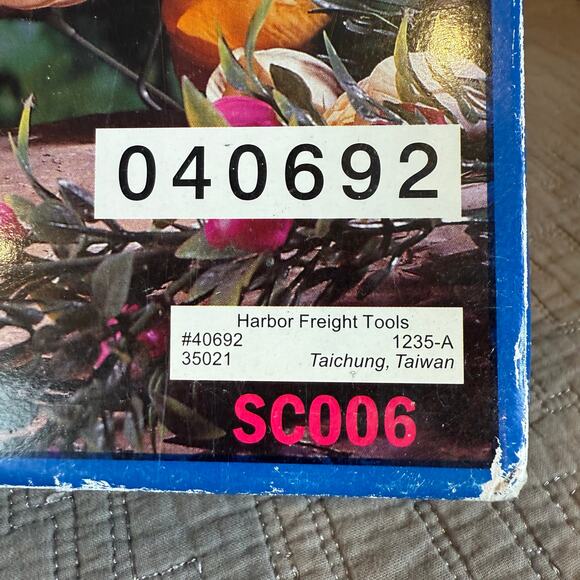 040692
Harbor Freight Tools
#40692 1235-A
35021 Taichung, Taiwan
SC006